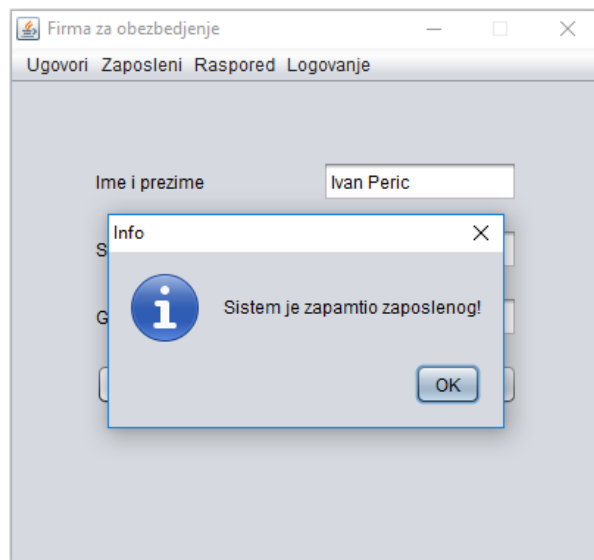 Firma za obezbedjenje
Ugovori Zaposleni Raspored Logovanje
Ime i prezime Ivan Peric
Info
S
Sistem je zapamtio zaposlenog!
G
OK